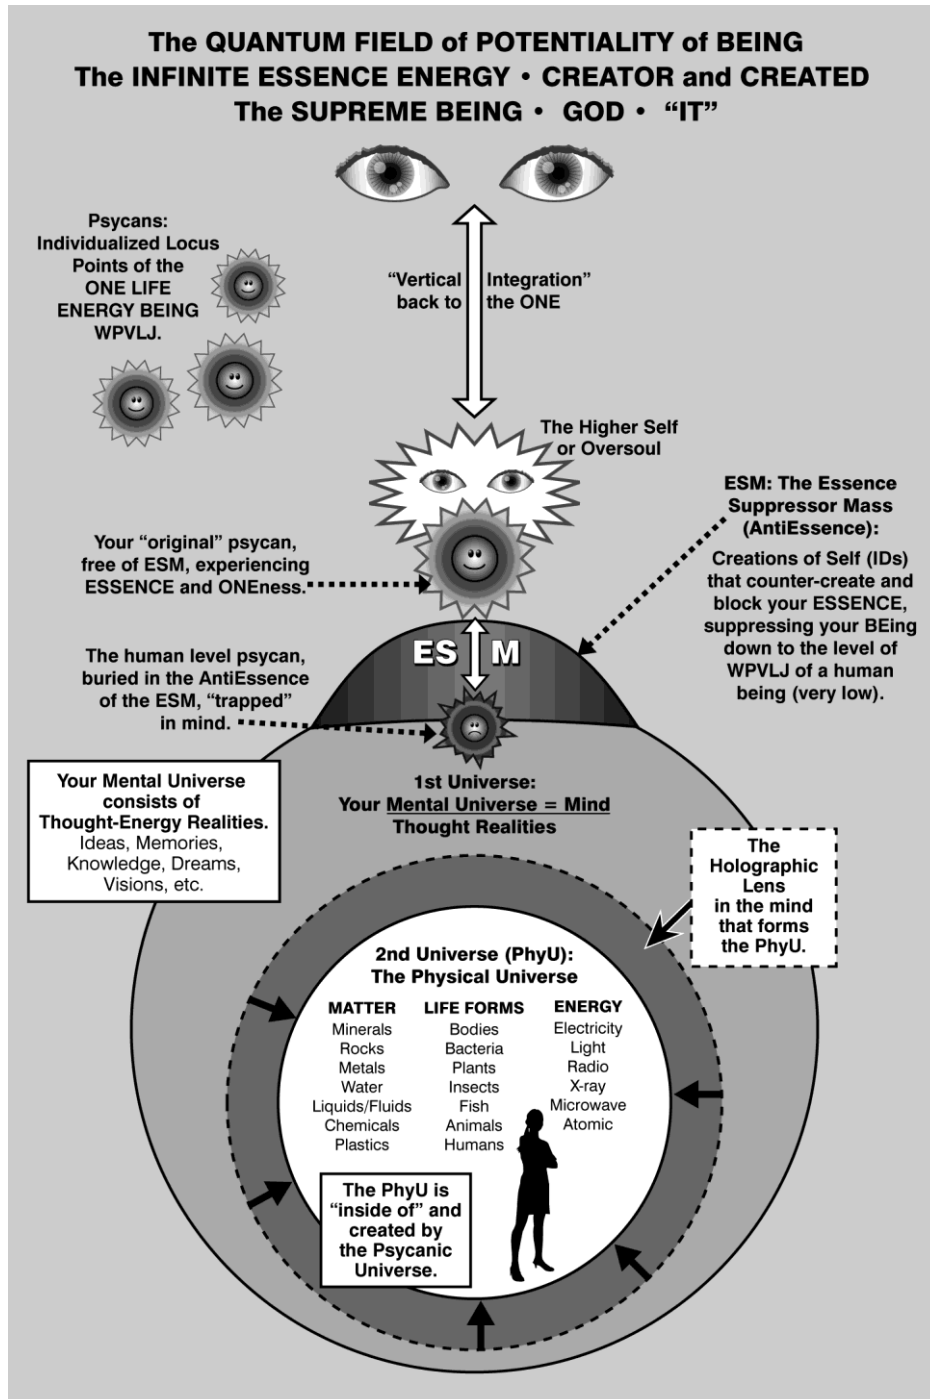 The QUANTUM FIELD of POTENTIALITY of BEING
The INFINITE ESSENCE ENERGY • CREATOR and CREATED
The SUPREME BEING • GOD • “IT”
Psycans:
Individualized Locus
Points of the
ONE LIFE
ENERGY BEING
WPVLJ.
“Vertical Integration”
back to the ONE
The Higher Self
or Oversoul
ESM: The Essence
Suppressor Mass
(AntiEssence):
Creations of Self (IDs)
that counter-create and
block your ESSENCE,
suppressing your BEing
down to the level of
WPVLJ of a human
being (very low).
Your “original” psycan,
free of ESM, experiencing
ESSENCE and ONEness.
ES M
The human level psycan,
buried in the AntiEssence
of the ESM, “trapped”
in mind.
Your Mental Universe
consists of
Thought-Energy Realities.
Ideas, Memories,
Knowledge, Dreams,
Visions, etc.
1st Universe:
Your Mental Universe = Mind
Thought Realities
The
Holographic
Lens
in the mind
that forms
the PhyU.
2nd Universe (PhyU):
The Physical Universe
MATTER
Minerals
Rocks
Metals
Water
Liquids/Fluids
Chemicals
Plastics
LIFE FORMS
Bodies
Bacteria
Plants
Insects
Fish
Animals
Humans
ENERGY
Electricity
Light
Radio
X-ray
Microwave
Atomic
The PhyU is
“inside of” and
created by
the Psycanic
Universe.